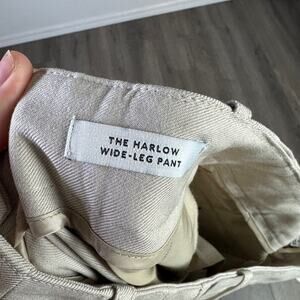 THE HARLOW
WIDE-LEG PANT